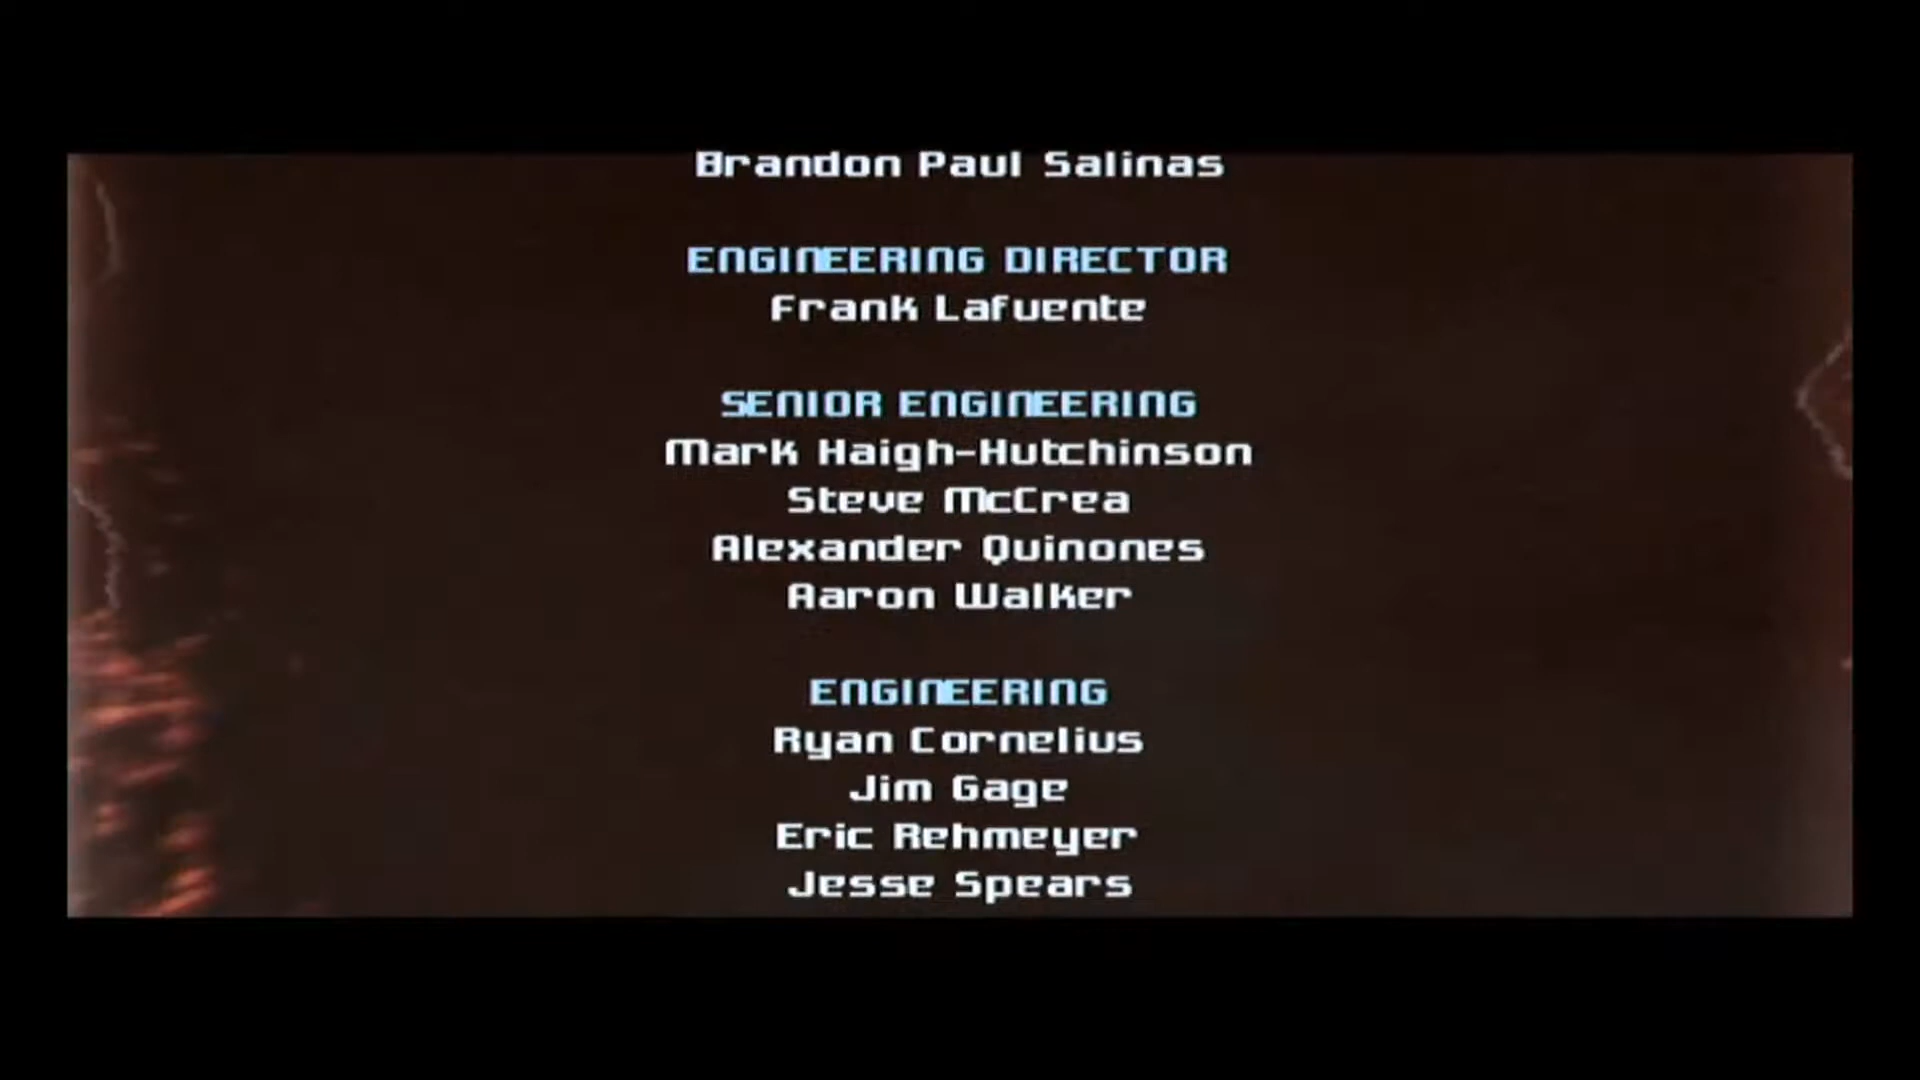 Brandon Paul Salinas
ENGINEERING DIRECTOR
Frank Lafuente
SENIOR ENGINEERING
Mark Haigh-Hutchinson
Steve McCrea
Alexander Quinones
Aaron Walker
ENGINEERING
Ryan Cornelius
Jim Gage
Eric Rehmeyer
Jesse Spears